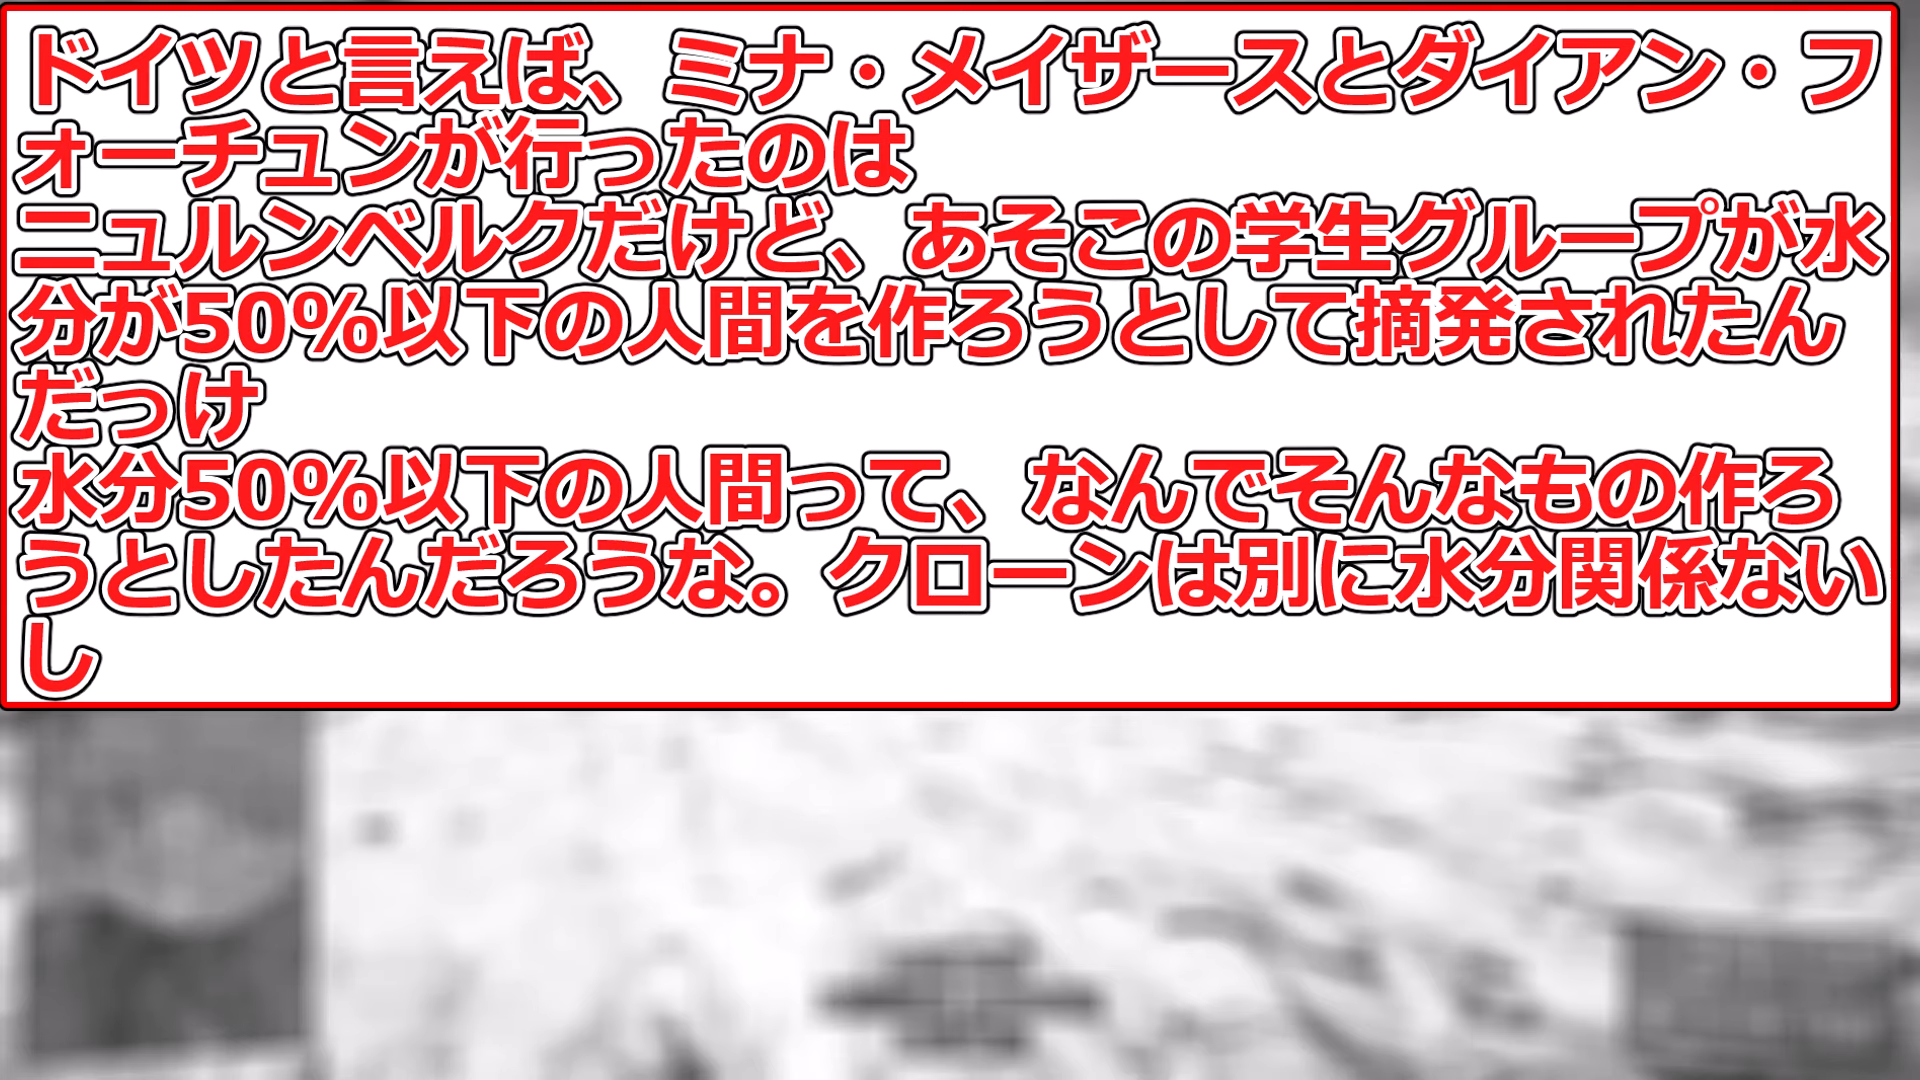 ドイツと言えば、ミナ・メイザースとダイアン・フ
ォーチュンが行ったのは
ニュルンベルクだけど、あそこの学生グループが水
分が50%以下の人間を作ろうとして摘発されたん
だっけ
水分50%以下の人間って、なんでそんなもの作ろ
うとしたんだろうな。クローンは別に水分関係ない
し